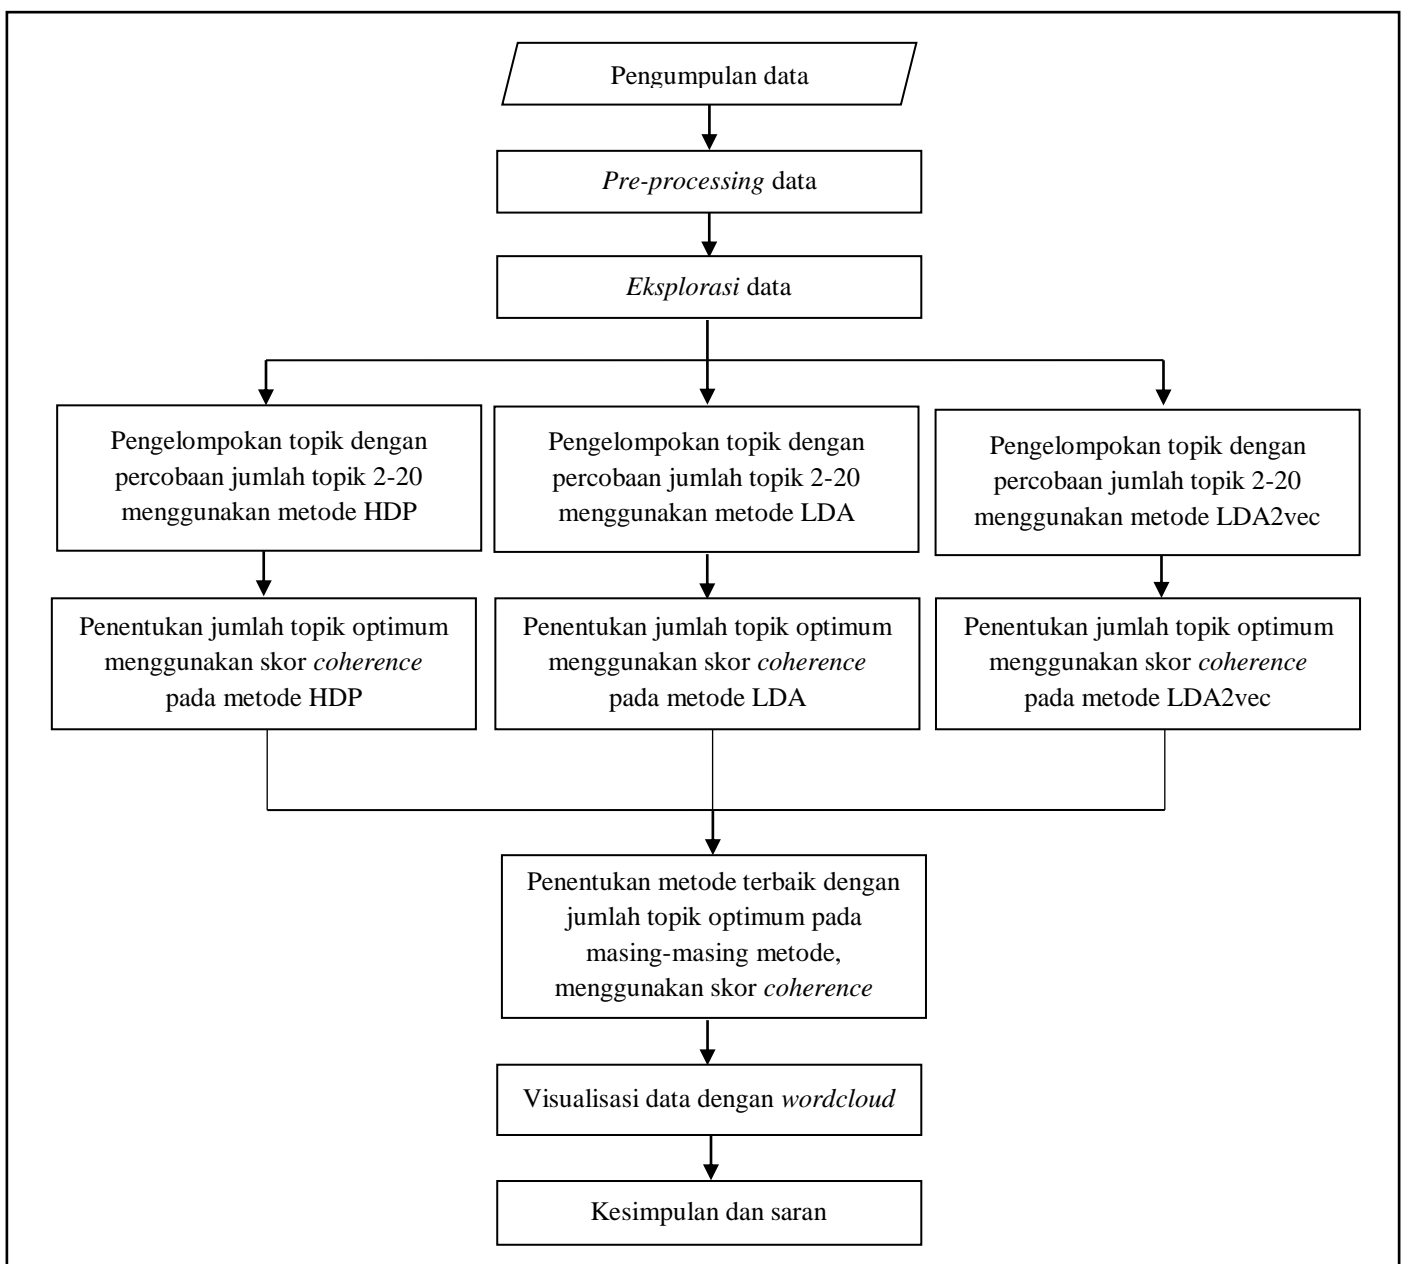 Pengumpulan data
Pre-processing data
Eksplorasi data
Pengelompokan topik dengan
percobaan jumlah topik 2-20
menggunakan metode HDP
Pengelompokan topik dengan
percobaan jumlah topik 2-20
menggunakan metode LDA
Pengelompokan topik dengan
percobaan jumlah topik 2-20
menggunakan metode LDA2vec
Penentukan jumlah topik optimum
menggunakan skor coherence
pada metode HDP
Penentukan jumlah topik optimum
menggunakan skor coherence
pada metode LDA
Penentukan jumlah topik optimum
menggunakan skor coherence
pada metode LDA2vec
Penentukan metode terbaik dengan
jumlah topik optimum pada
masing-masing metode,
menggunakan skor coherence
Visualisasi data dengan wordcloud
Kesimpulan dan saran